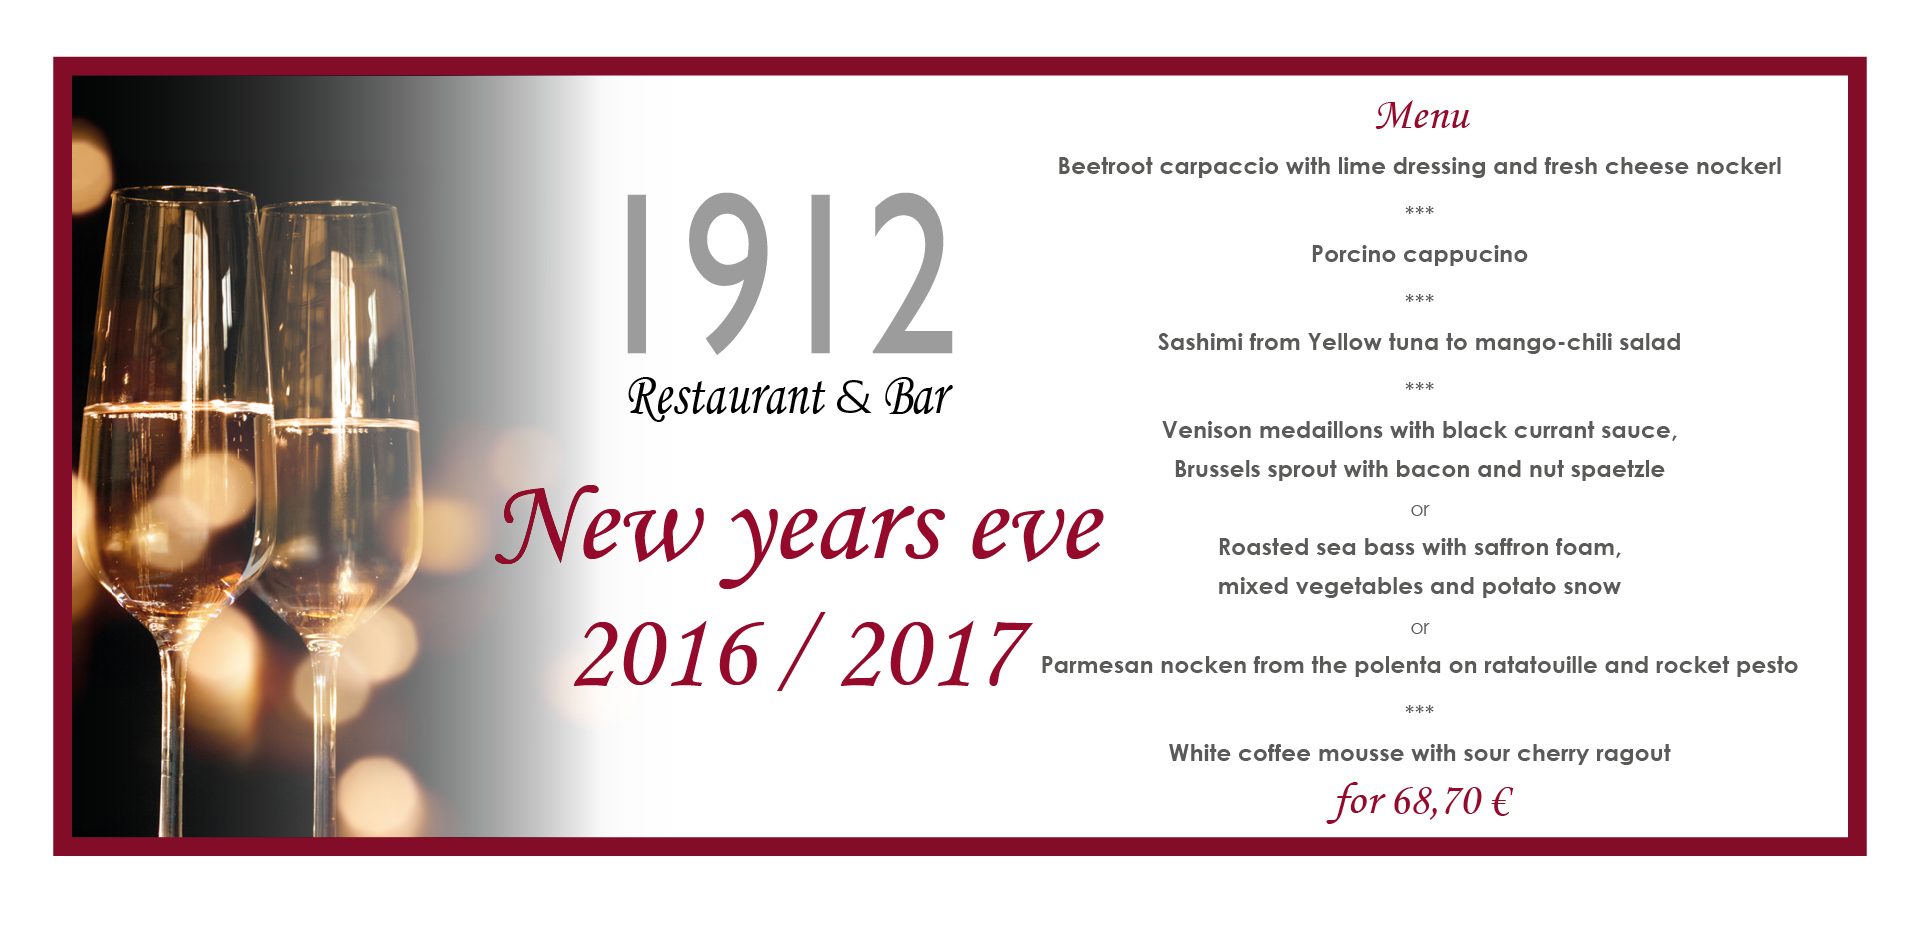 1912
Restaurant & Bar
New years eve
2016 / 2017
Menu
Beetroot carpaccio with lime dressing and fresh cheese nockerl
***
Porcino cappucino
***
Sashimi from Yellow tuna to mango-chili salad
***
Venison medaillons with black currant sauce,
Brussels sprout with bacon and nut spaetzle
or
Roasted sea bass with saffron foam,
mixed vegetables and potato snow
or
Parmesan nocken from the polenta on ratatouille and rocket pesto
***
White coffee mousse with sour cherry ragout
for 68,70 €